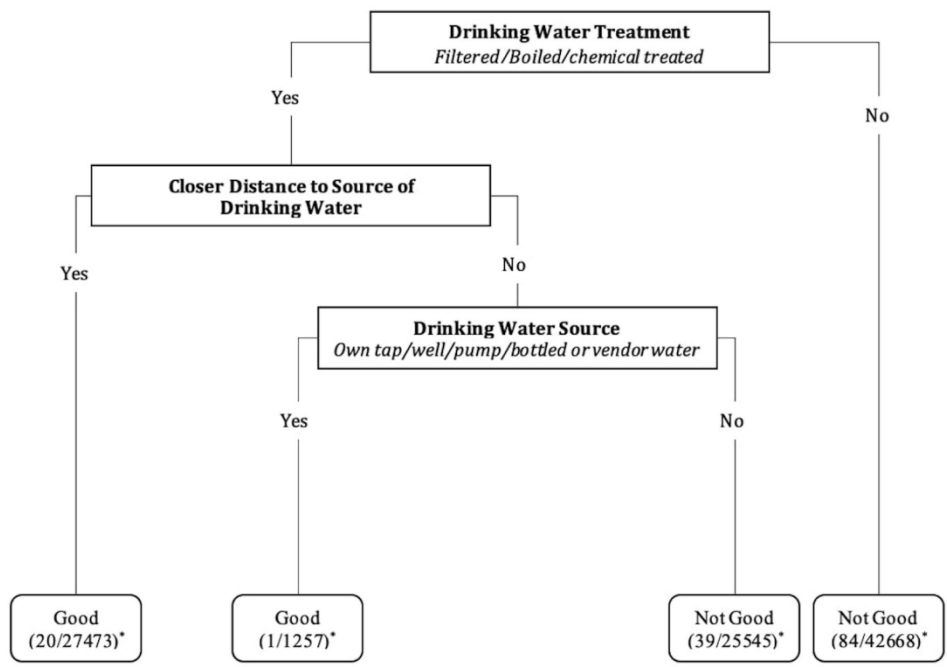 Drinking Water Treatment
Filtered/Boiled/chemical treated
Yes
No
Closer Distance to Source of
Drinking Water
Yes
No
Drinking Water Source
Own tap/well/pump/bottled or vendor water
Yes
No
Good
(20/27473)*
Good
(1/1257)*
Not Good
(39/25545)*
Not Good
(84/42668)*